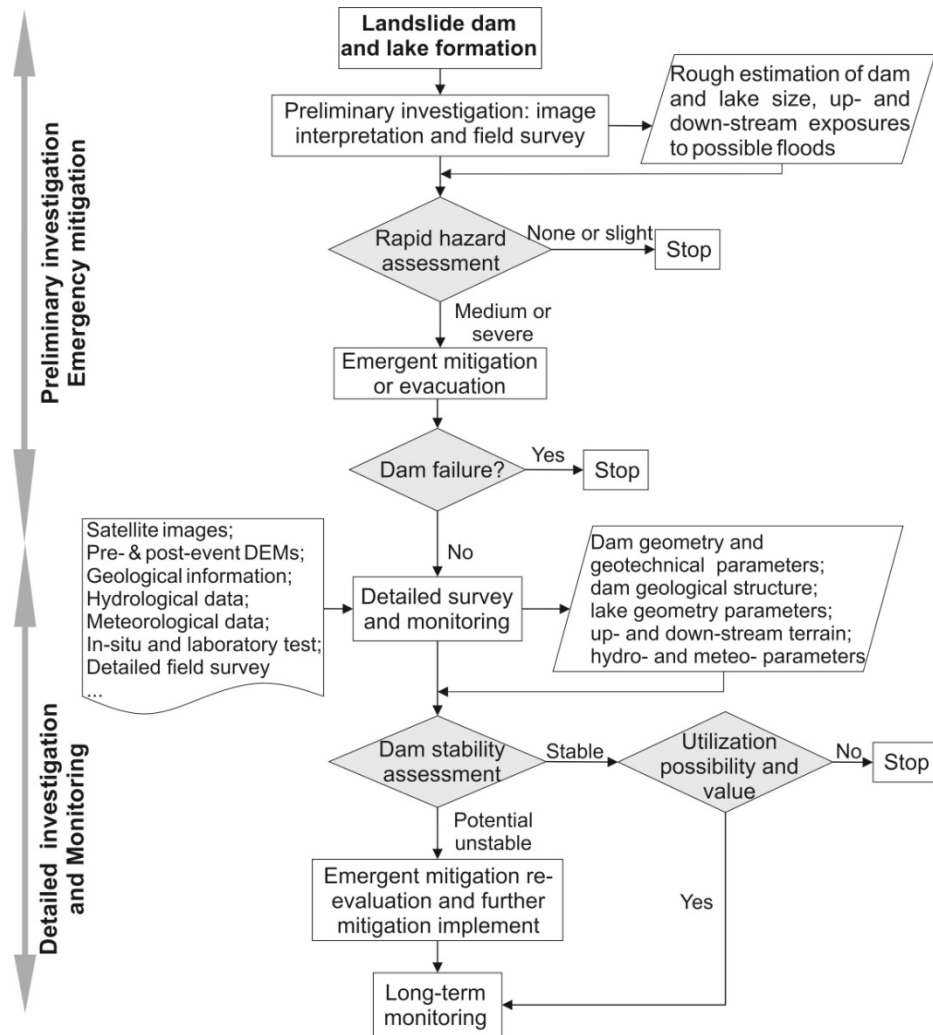 Landslide dam
and lake formation
Preliminary investigation: image
interpretation and field survey
Rough estimation of dam
and lake size, up- and
down-stream exposures
to possible floods
Rapid hazard
assessment
None or slight
Stop
Medium or
severe
Emergent mitigation
or evacuation
Dam failure?
Yes
Stop
No
Preliminary investigation
Emergency mitigation
Satellite images;
Pre- & post-event DEMs;
Geological information;
Hydrological data;
Meteorological data;
In-situ and laboratory test;
Detailed field survey
...
Detailed survey
and monitoring
Dam geometry and
geotechnical parameters;
dam geological structure;
lake geometry parameters;
up- and down-stream terrain;
hydro- and meteo- parameters
Dam stability
assessment
Stable
Utilization
possibility and
value
No
Stop
Potential
unstable
Emergent mitigation re-
evaluation and further
mitigation implement
Yes
Long-term
monitoring
Detailed investigation
and Monitoring